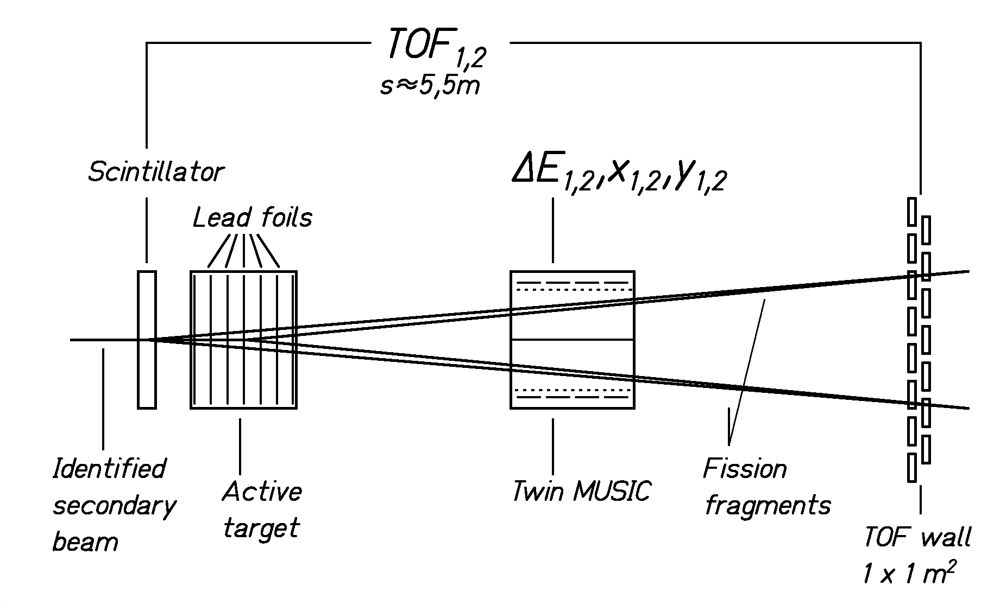 TOF1,2
s≈5,5m
Scintillator
ΔE1,2,x1,2,y1,2
Lead foils
Identified
secondary
beam
Active
target
Twin MUSIC
Fission
fragments
TOF wall
1 x 1 m²